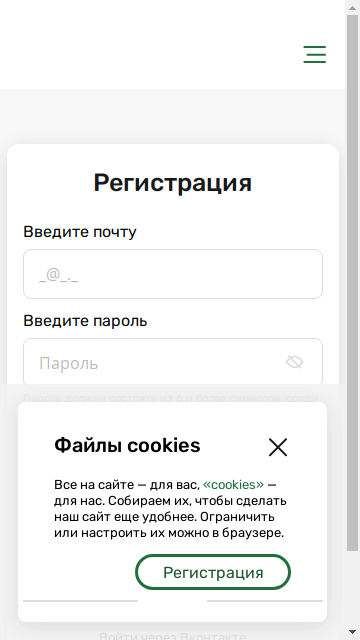 Регистрация
Введите почту
_@_._
Введите пароль
Пароль
Файлы cookies
Все на сайте — для вас, «cookies» —
для нас. Собираем их, чтобы сделать
наш сайт еще удобнее. Ограничить
или настроить их можно в браузере.
Регистрация
Войти через Вконтакте